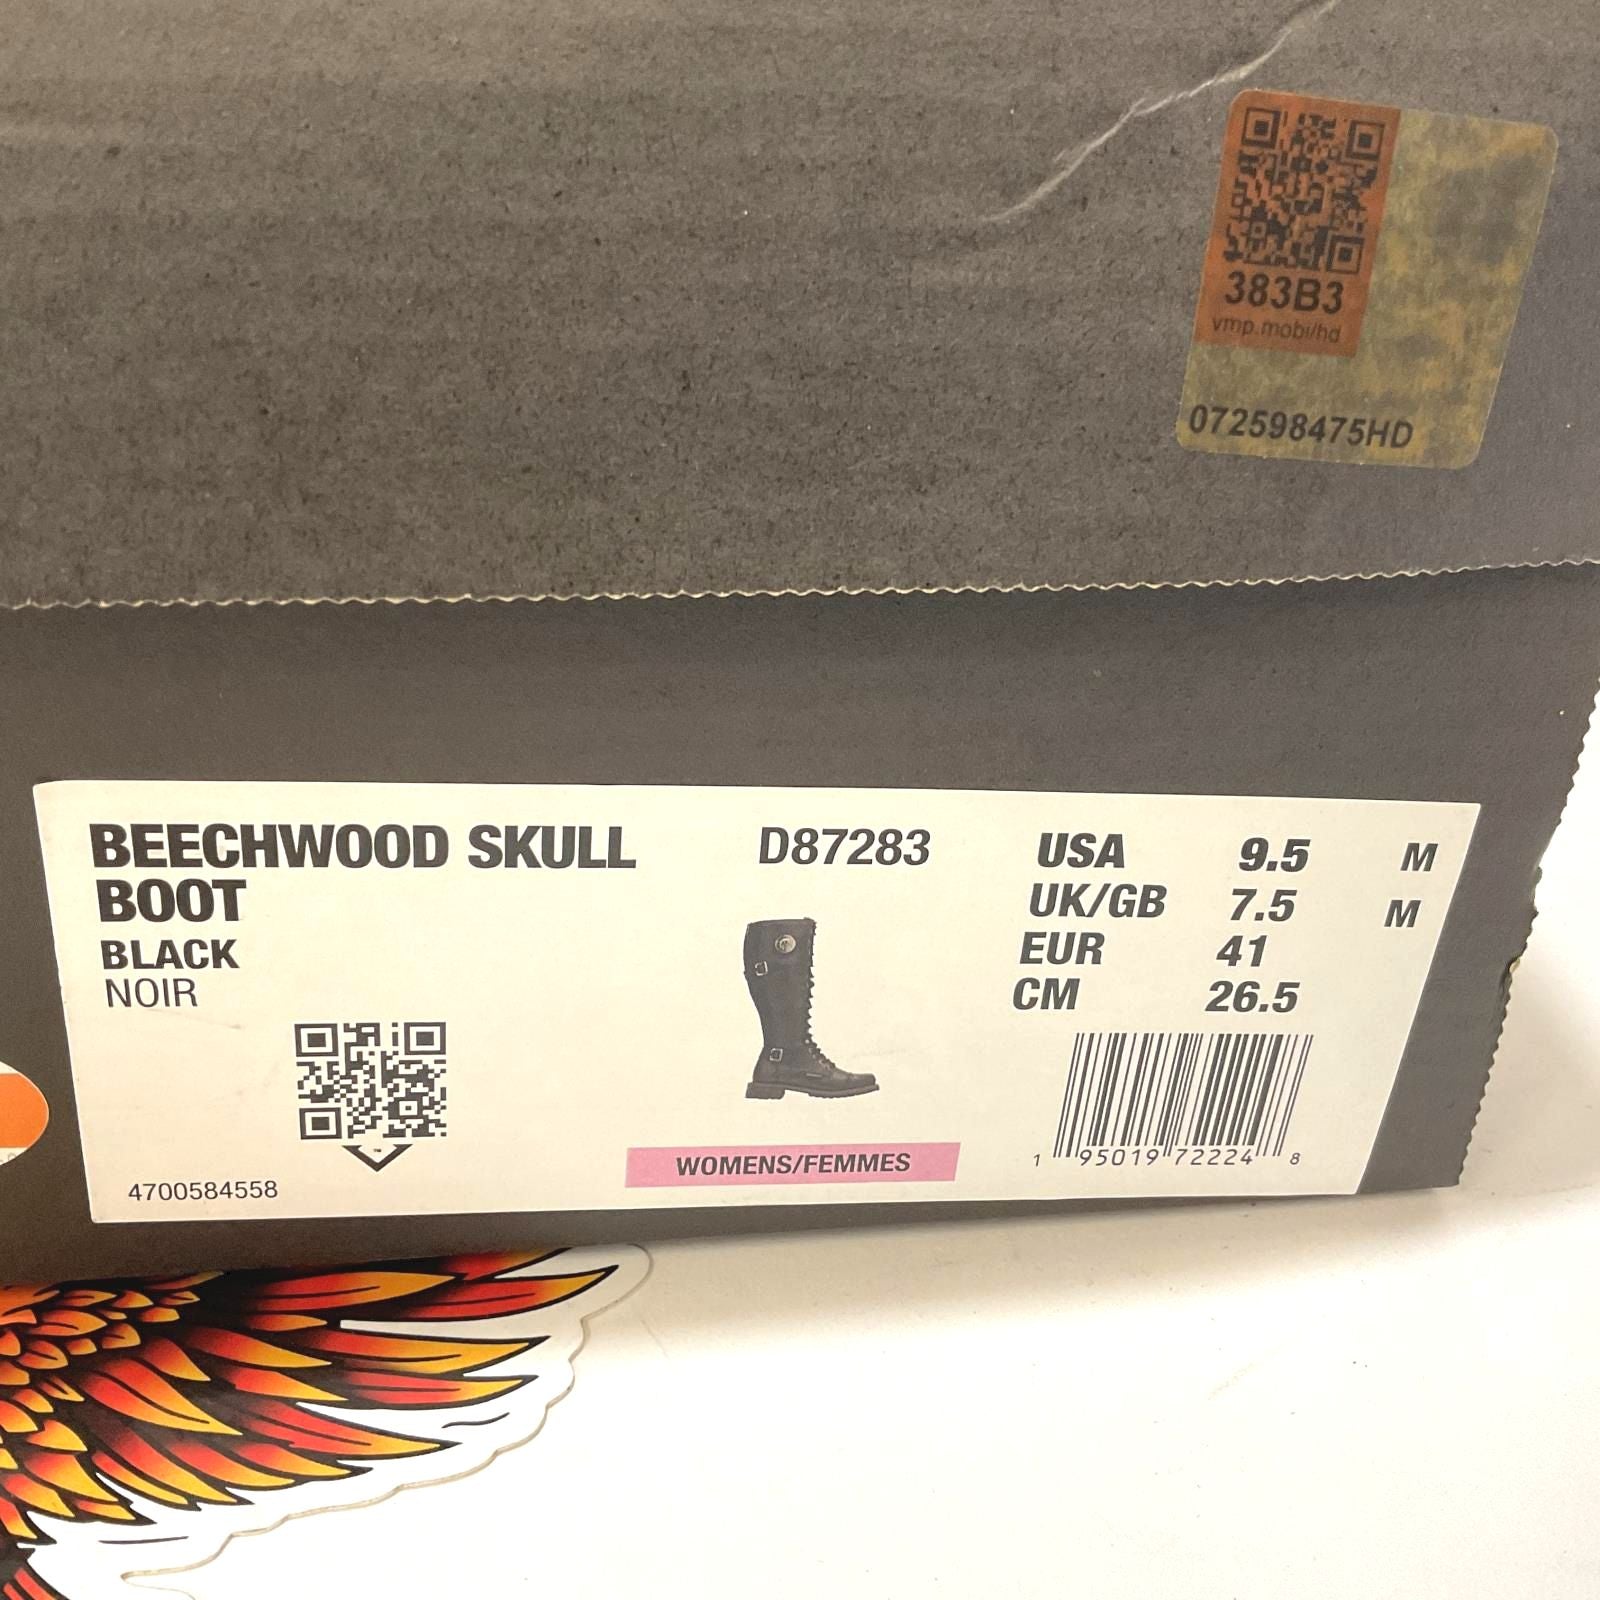 383B3
vmp.mobi/hd
072598475HD
BEECHWOOD SKULL
BOOT
BLACK
NOIR
4700584558
D87283
WOMENS/FEMMES
USA 9.5 M
UK/GB 7.5 M
EUR 41
CM 26.5
1 95019 72224 8